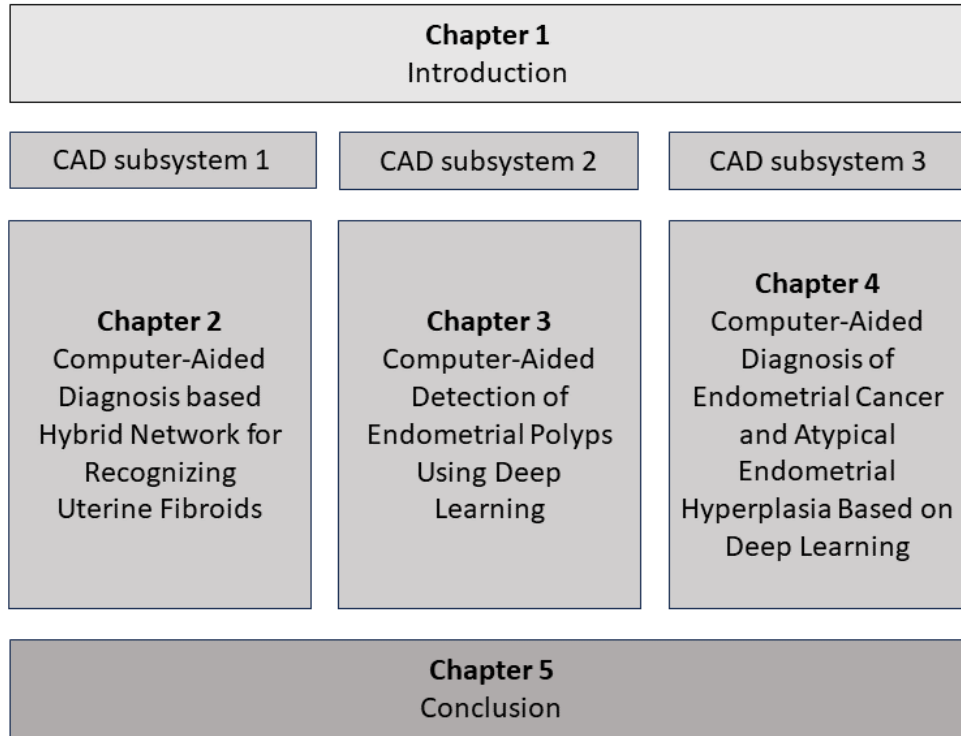 Chapter 1
Introduction
CAD subsystem 1
CAD subsystem 2
CAD subsystem 3
Chapter 2
Computer-Aided
Diagnosis based
Hybrid Network for
Recognizing
Uterine Fibroids
Chapter 3
Computer-Aided
Detection of
Endometrial Polyps
Using Deep
Learning
Chapter 4
Computer-Aided
Diagnosis of
Endometrial Cancer
and Atypical
Endometrial
Hyperplasia Based on
Deep Learning
Chapter 5
Conclusion